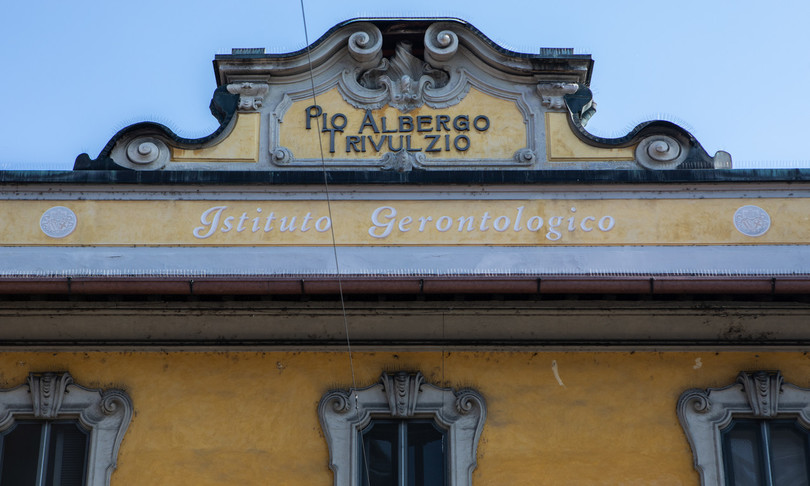 Pio Albergo
Trivulzio
Istituto Gerontologico